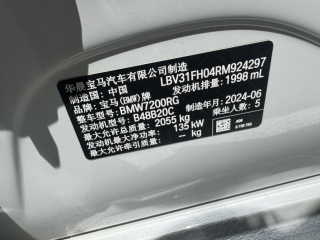 华晨宝马汽车有限公司制造
制造国：中国 LBV31FH04RM924297
品牌：宝马(BMW)牌 发动机排量：1998 mL
整车型号：BMW7200RG
发动机型号：B48B20C 制造年月：2024-06
最大允许总质量：2055 kg 乘坐人数：5
发动机最大净功率：135 kW
最大允许牵引质量：-- kg